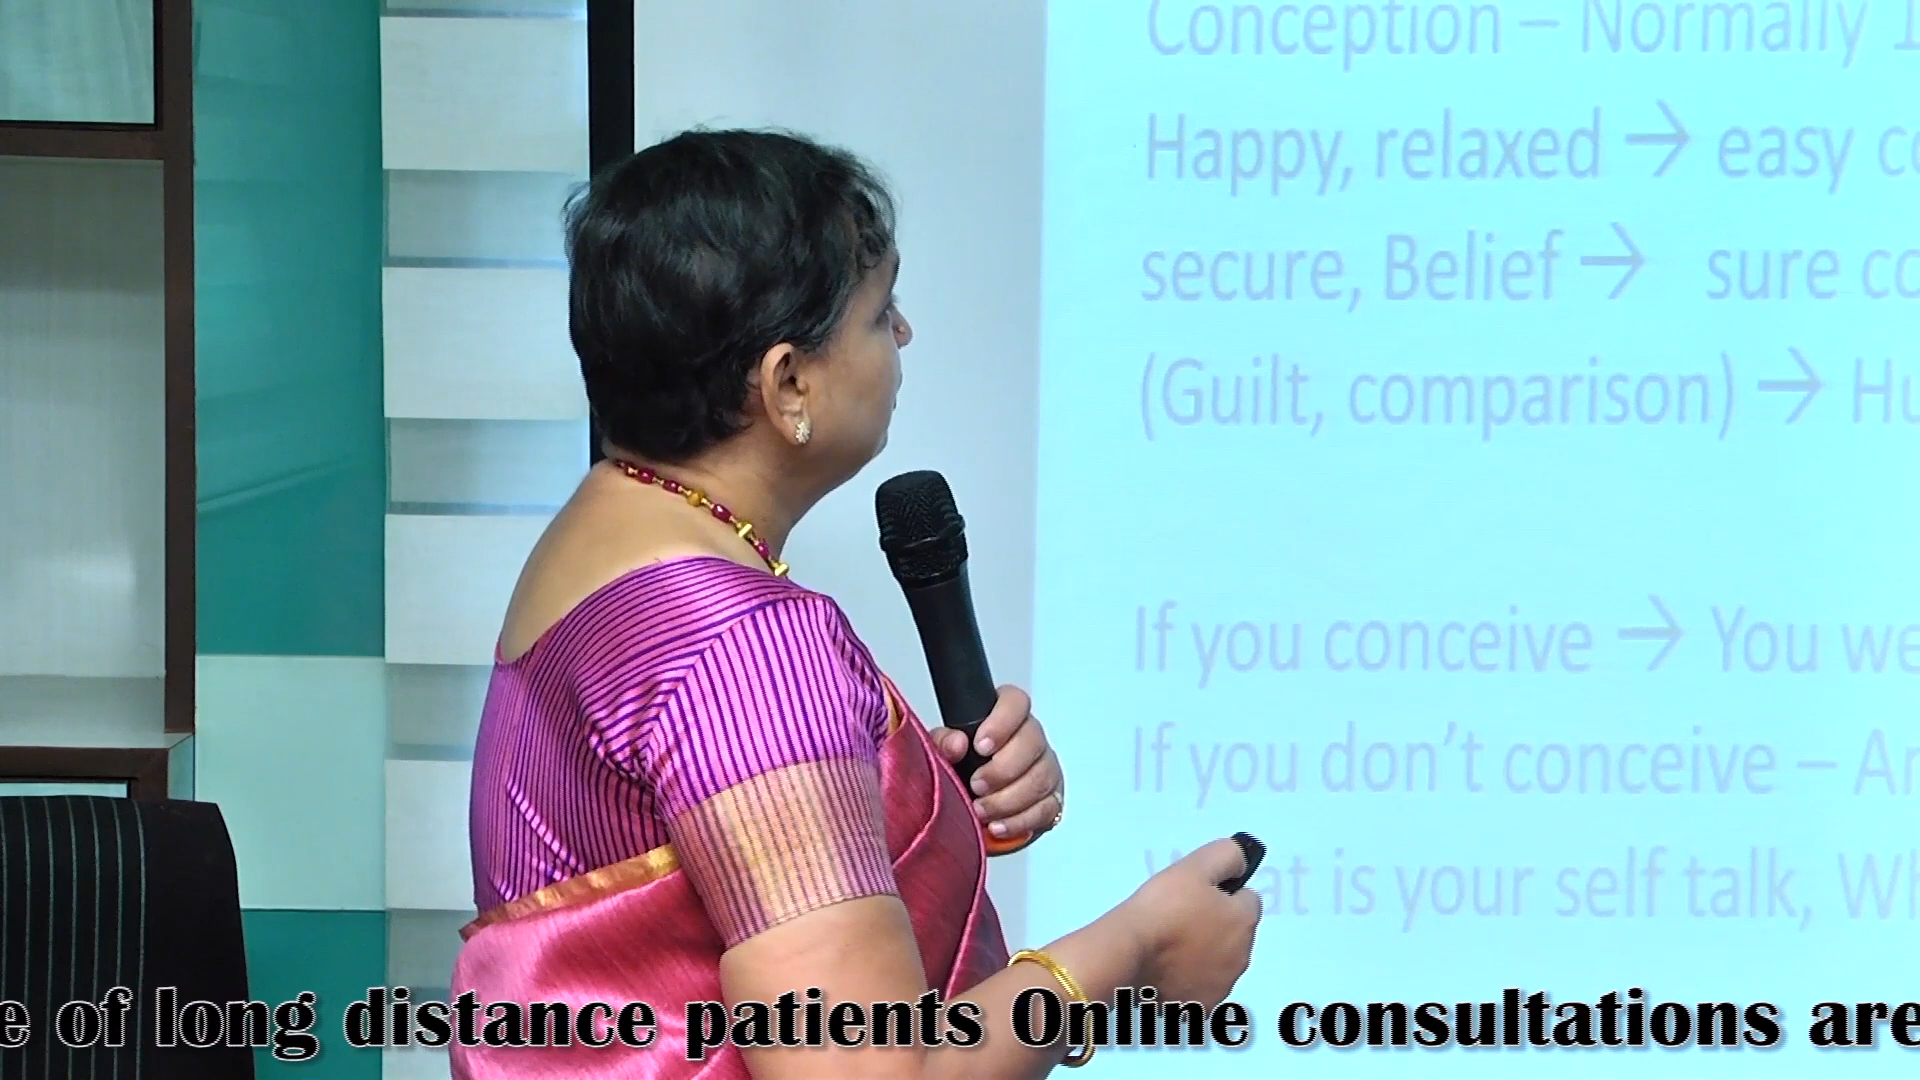 Conception – Normally 1
Happy, relaxed → easy co
secure, Belief → sure co
(Guilt, comparison) → Hu
If you conceive → You we
If you don't conceive – An
What is your self talk, Wh
e of long distance patients Online consultations are